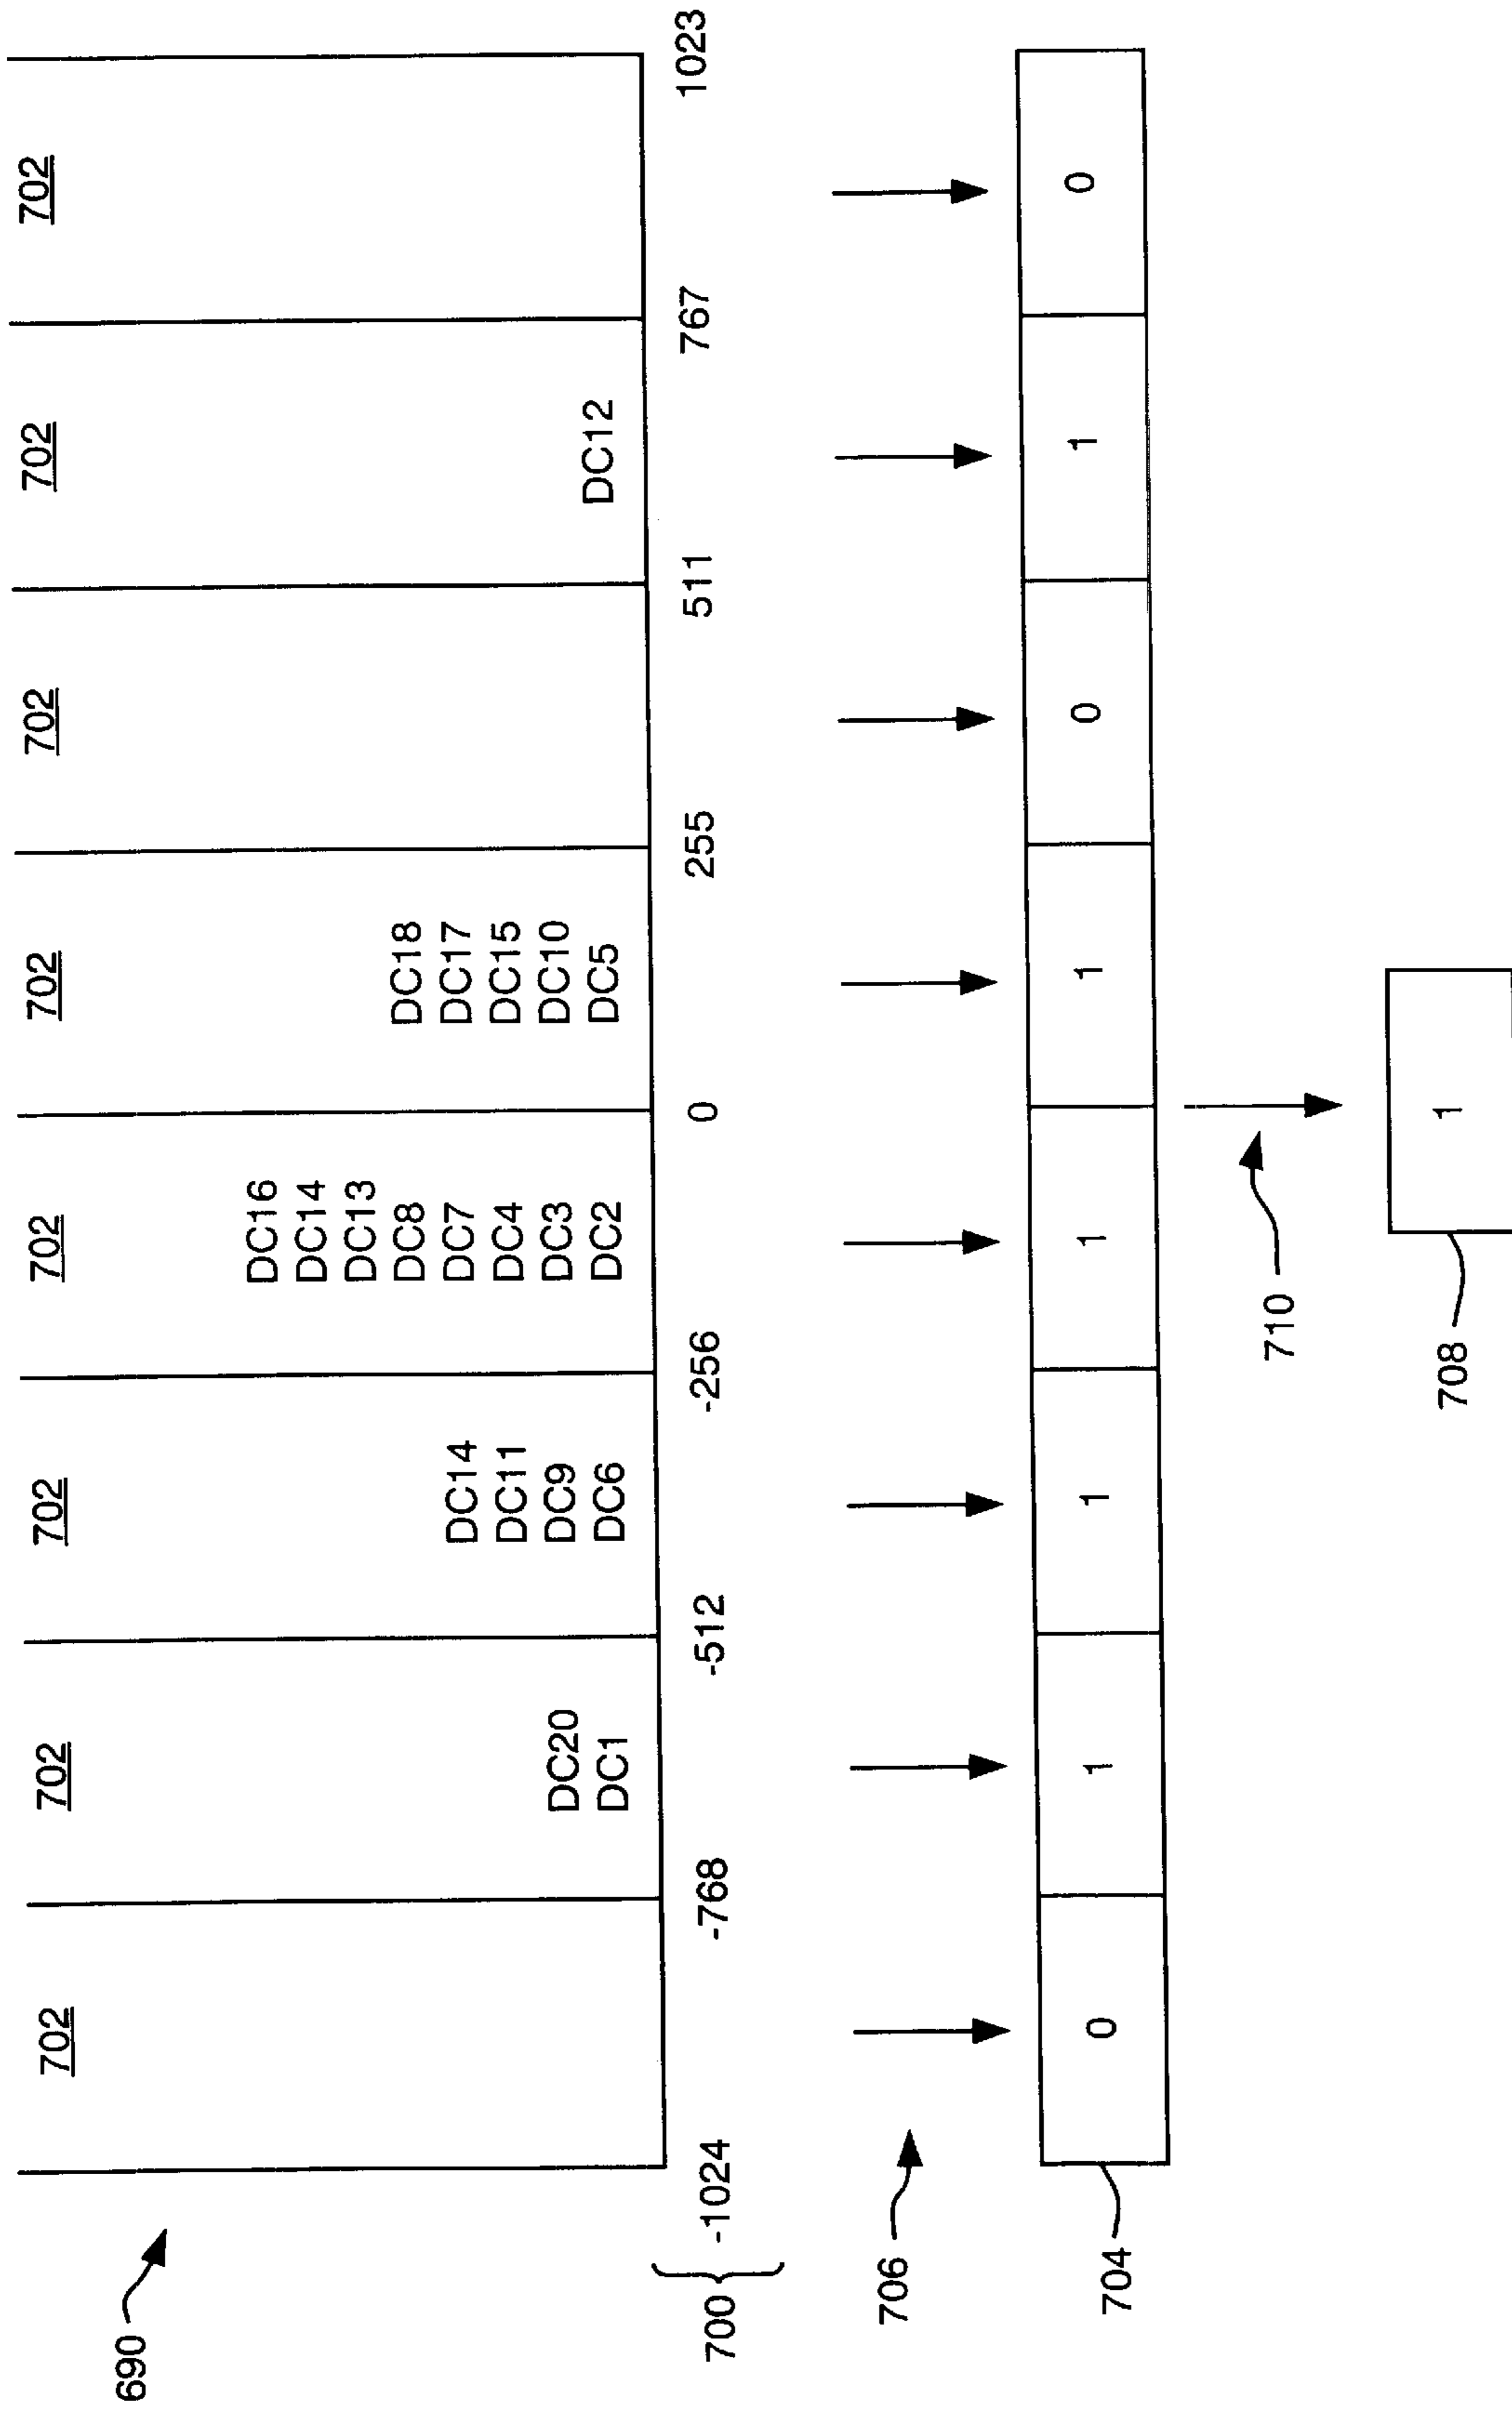 690
702 702 702 702 702 702 702 702
DC16
DC14
DC13
DC18
DC8
DC14
DC17
DC7
DC11
DC15
DC4
DC20
DC9
DC10
DC3
DC12
DC1
DC6
DC2
DC5
700
-1024 -768 -512 -256 0 255 511 767 1023
706
704
0 1 1 1 1 0 1 0
710
708
1